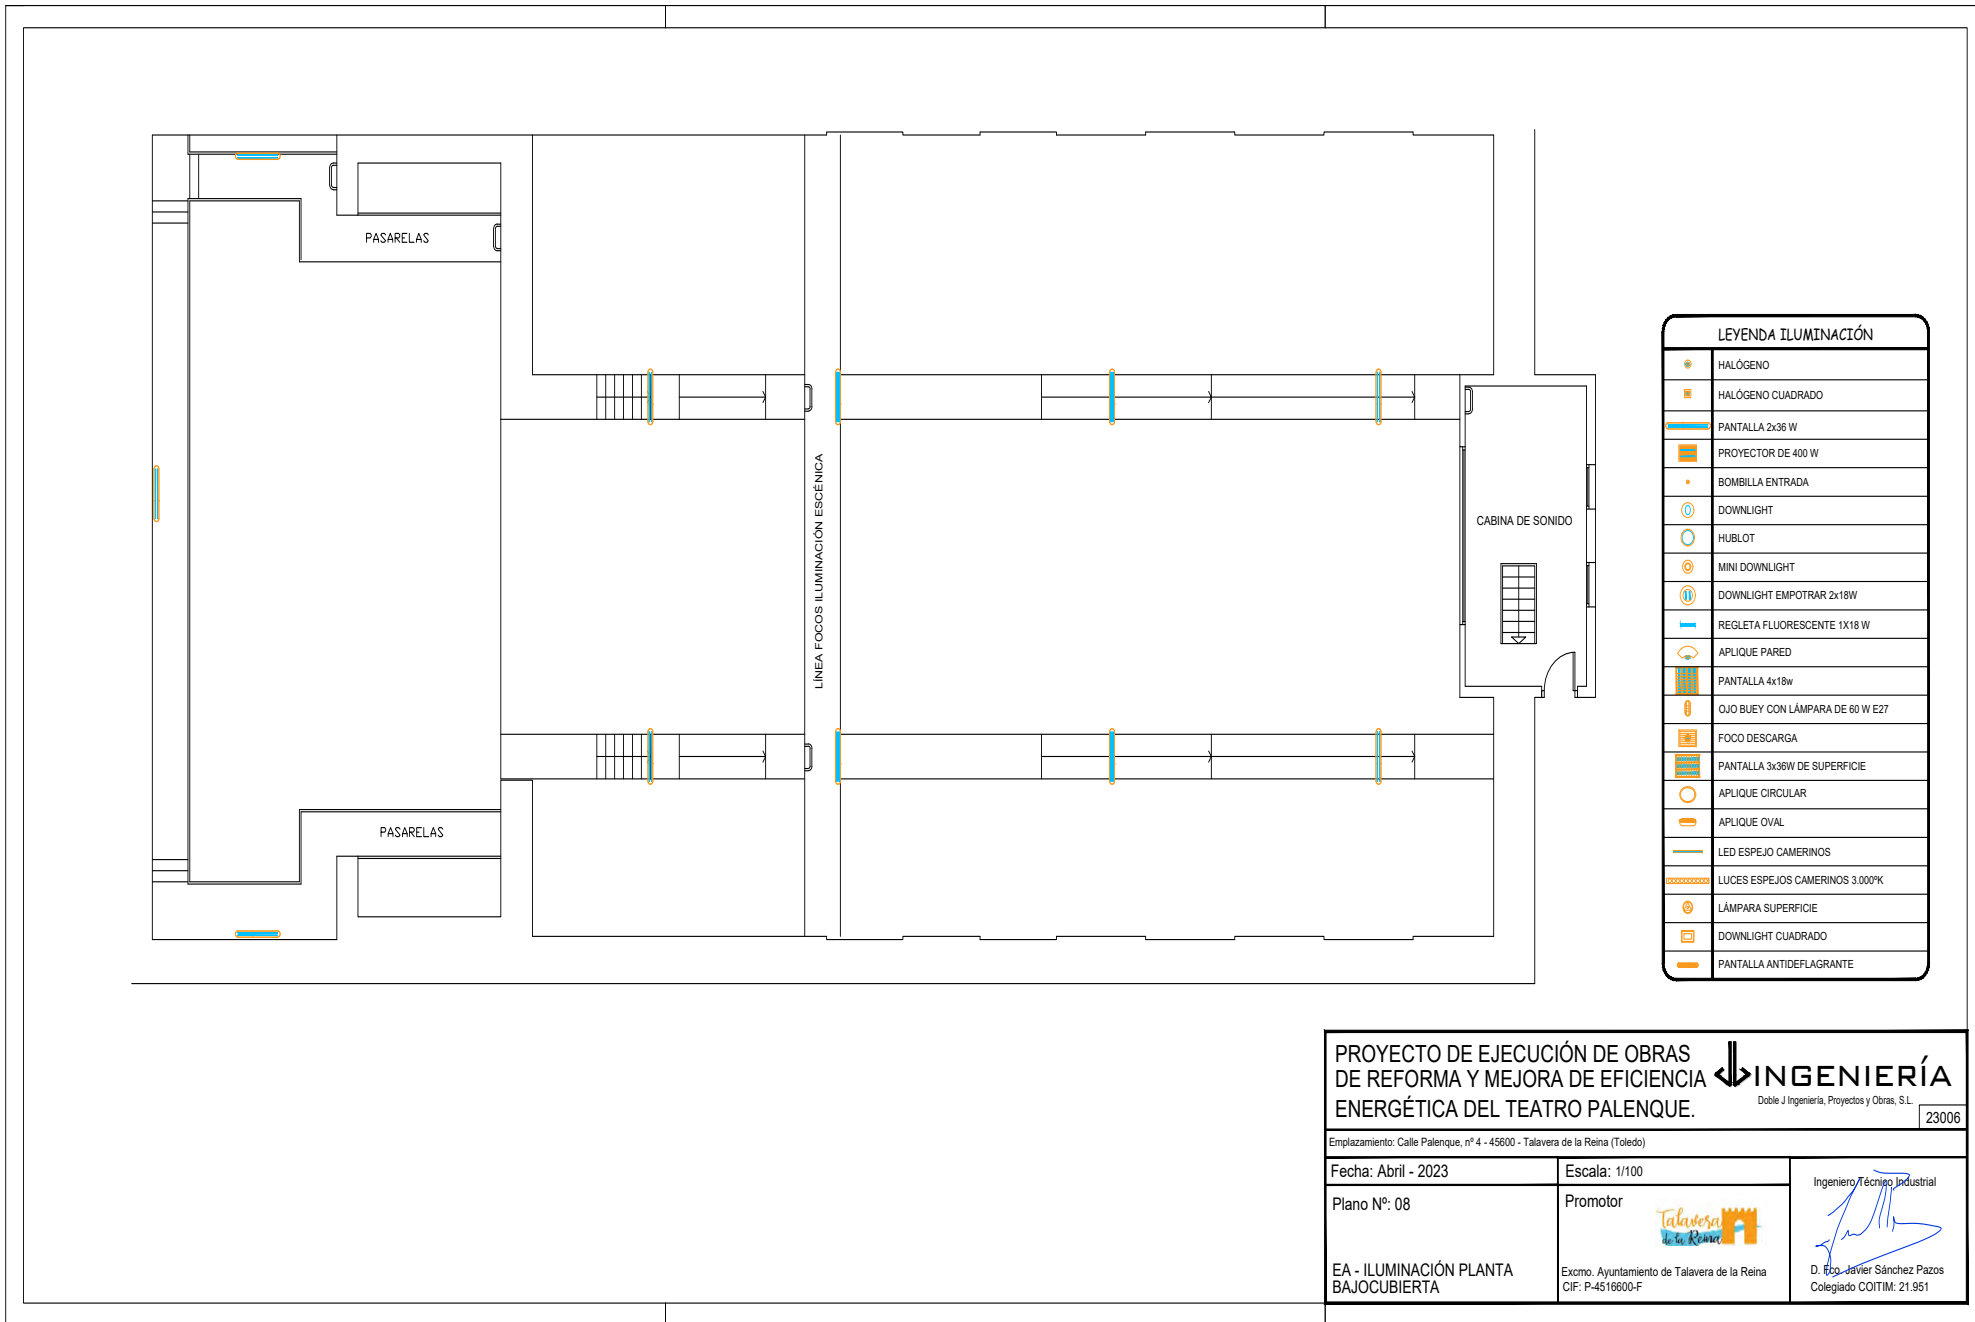 PASARELAS
LÍNEA FOCOS ILUMINACIÓN ESCÉNICA
CABINA DE SONIDO
PASARELAS
LEYENDA ILUMINACIÓN
HALÓGENO
HALÓGENO CUADRADO
PANTALLA 2x36 W
PROYECTOR DE 400 W
BOMBILLA ENTRADA
DOWNLIGHT
HUBLOT
MINI DOWNLIGHT
DOWNLIGHT EMPOTRAR 2x18W
REGLETA FLUORESCENTE 1X18 W
APLIQUE PARED
PANTALLA 4x18w
OJO BUEY CON LÁMPARA DE 60 W E27
FOCO DESCARGA
PANTALLA 3x36W DE SUPERFICIE
APLIQUE CIRCULAR
APLIQUE OVAL
LED ESPEJO CAMERINOS
LUCES ESPEJOS CAMERINOS 3.000ºK
LÁMPARA SUPERFICIE
DOWNLIGHT CUADRADO
PANTALLA ANTIDEFLAGRANTE
PROYECTO DE EJECUCIÓN DE OBRAS
DE REFORMA Y MEJORA DE EFICIENCIA
ENERGÉTICA DEL TEATRO PALENQUE.
INGENIERÍA
Doble J Ingeniería, Proyectos y Obras, S.L.
23006
Emplazamiento: Calle Palenque, nº 4 - 45600 - Talavera de la Reina (Toledo)
Fecha: Abril - 2023
Escala: 1/100
Plano Nº: 08
EA - ILUMINACIÓN PLANTA
BAJOCUBIERTA
Promotor
Talavera
de la Reina
Excmo. Ayuntamiento de Talavera de la Reina
CIF: P-4516600-F
Ingeniero Técnico Industrial
D. Fco. Javier Sánchez Pazos
Colegiado COITIM: 21.951